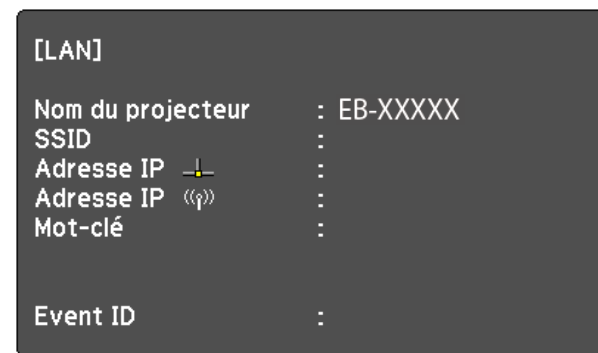 [LAN]
Nom du projecteur : EB-XXXXX
SSID :
Adresse IP :
Adresse IP :
Mot-clé :
Event ID :